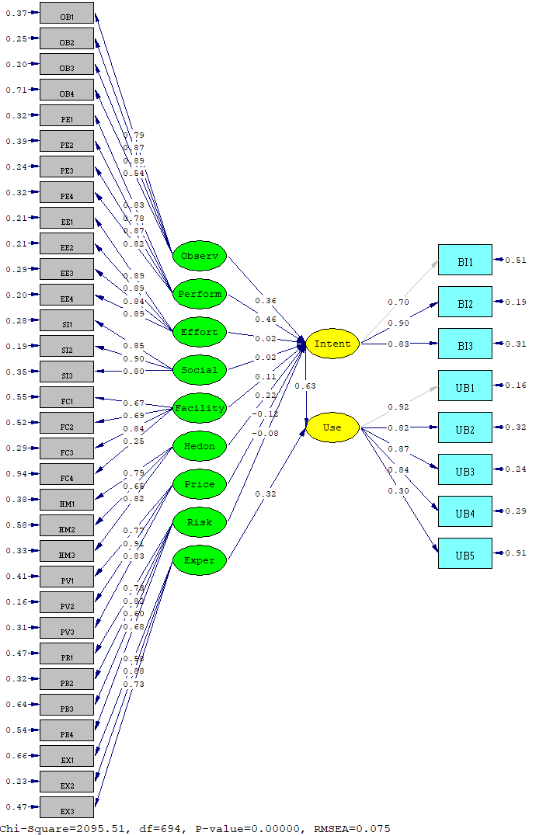 0.37 OB1
0.25 OB2
0.20 OB3
0.71 OB4
0.32 PE1
0.39 PE2
0.24 PE3
0.32 PE4
0.21 EE1
0.21 EE2
0.29 EE3
0.20 EE4
0.28 SI1
0.19 SI2
0.35 SI3
0.55 FC1
0.52 FC2
0.29 FC3
0.94 FC4
0.38 HM1
0.58 HM2
0.33 HM3
0.41 PV1
0.16 PV2
0.31 PV3
0.47 PR1
0.32 PR2
0.64 PR3
0.54 PR4
0.66 EX1
0.23 EX2
0.47 EX3
0.79
0.87
0.89
0.54
0.83
0.78
0.87
0.82
0.89
0.89
0.84
0.89
0.85
0.90
0.80
0.67
0.69
0.84
0.25
0.79
0.65
0.82
0.77
0.91
0.83
0.60
0.68
0.88
0.73
Observ
Perform
Effort
Social
Facility
Hedon
Price
Risk
Exper
0.36
0.46
0.02
0.02
0.11
0.22
-0.12
-0.08
0.32
Intent
0.63
Use
0.70
0.90
0.83
0.92
0.82
0.87
0.84
0.30
BI1 0.51
BI2 0.19
BI3 0.31
UB1 0.16
UB2 0.32
UB3 0.24
UB4 0.29
UB5 0.91
Chi-Square=2095.51, df=694, P-value=0.00000, RMSEA=0.075